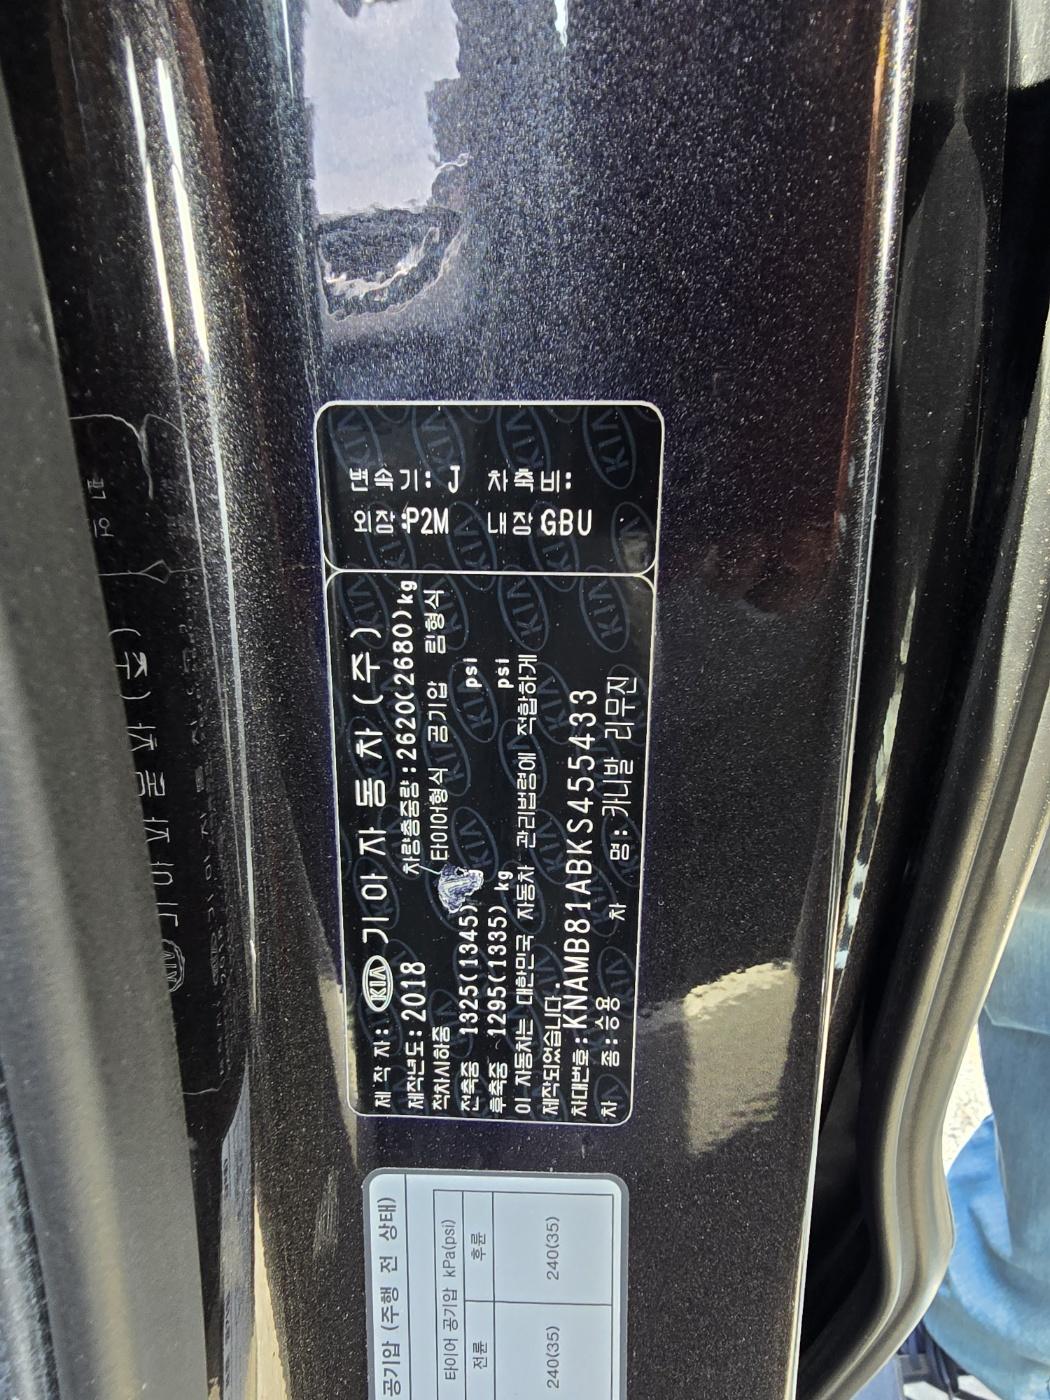 변속기: J 차축비:
외장:P2M 내장 GBU
제 작 자: KIA 기아자동차(주)
제작년도: 2018 차량총중량: 2620(2680)kg
적차시하중 타이어형식 공기압 림형식
전축중 1325(1345) psi
후축중 1295(1335) kg psi
이 자동차는 대한민국 자동차 관리법령에 적합하게
제작되었습니다.
차대번호: KNAMB81ABKS455433
차 종: 승용 차 명: 카니발 리무진
공기압 (주행 전 상태)
타이어 공기압 kPa(psi)
전륜 후륜
240(35) 240(35)